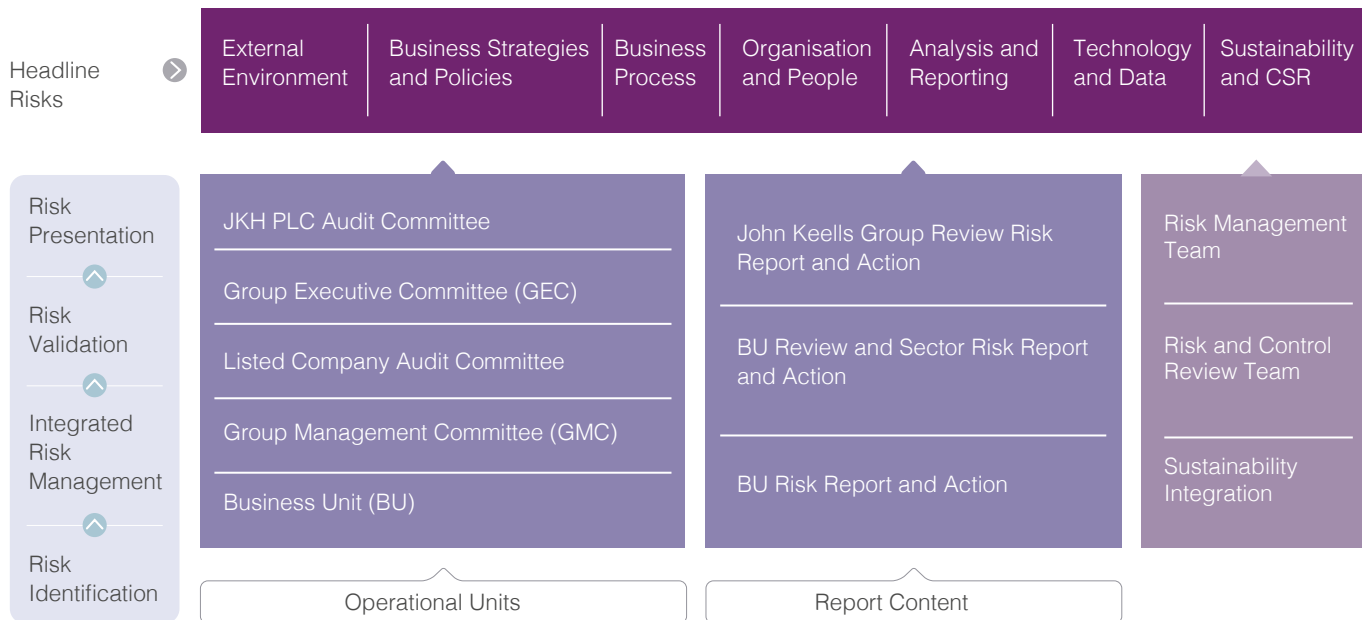 Headline
Risks
External
Environment
Business Strategies
and Policies
Business
Process
Organisation
and People
Analysis and
Reporting
Technology
and Data
Sustainability
and CSR
Risk
Presentation
Risk
Validation
Integrated
Risk
Management
Risk
Identification
JKH PLC Audit Committee
Group Executive Committee (GEC)
Listed Company Audit Committee
Group Management Committee (GMC)
Business Unit (BU)
Operational Units
John Keells Group Review Risk
Report and Action
BU Review and Sector Risk Report
and Action
BU Risk Report and Action
Report Content
Risk Management
Team
Risk and Control
Review Team
Sustainability
Integration